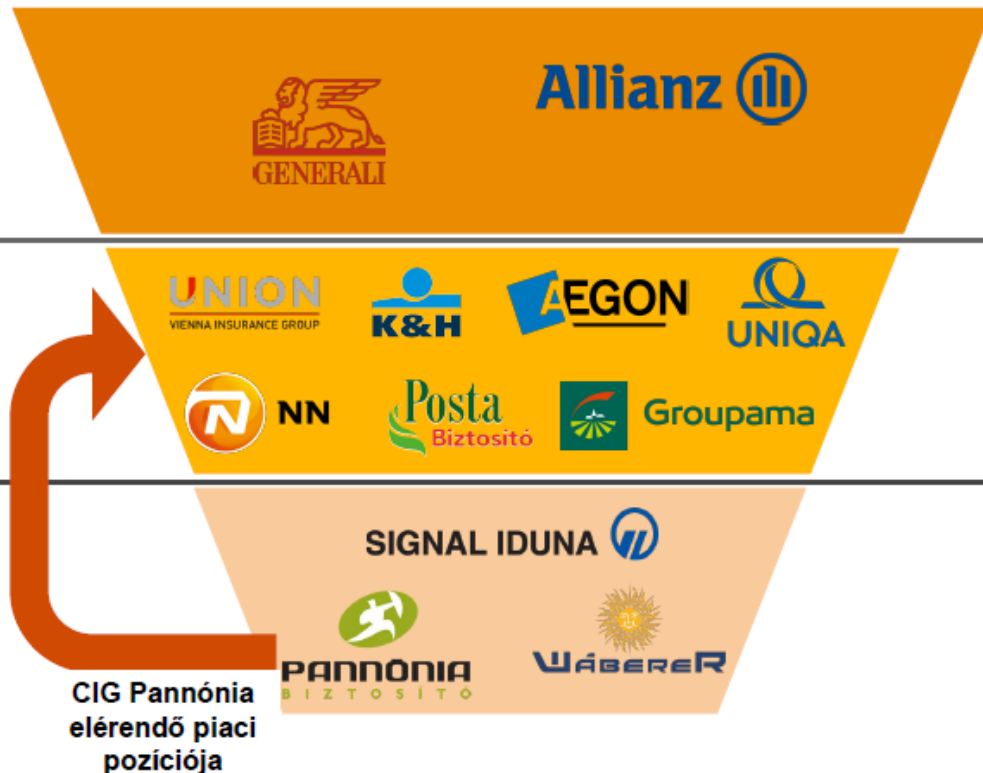 Allianz
GENERALI
UNION
VIENNA INSURANCE GROUP
K&H
AEGON
UNIQA
NN
Posta
Biztosító
Groupama
SIGNAL IDUNA
PANNÓNIA
BIZTOSÍTÓ
WÁBERER
CIG Pannónia
elérendő piaci
pozíciója